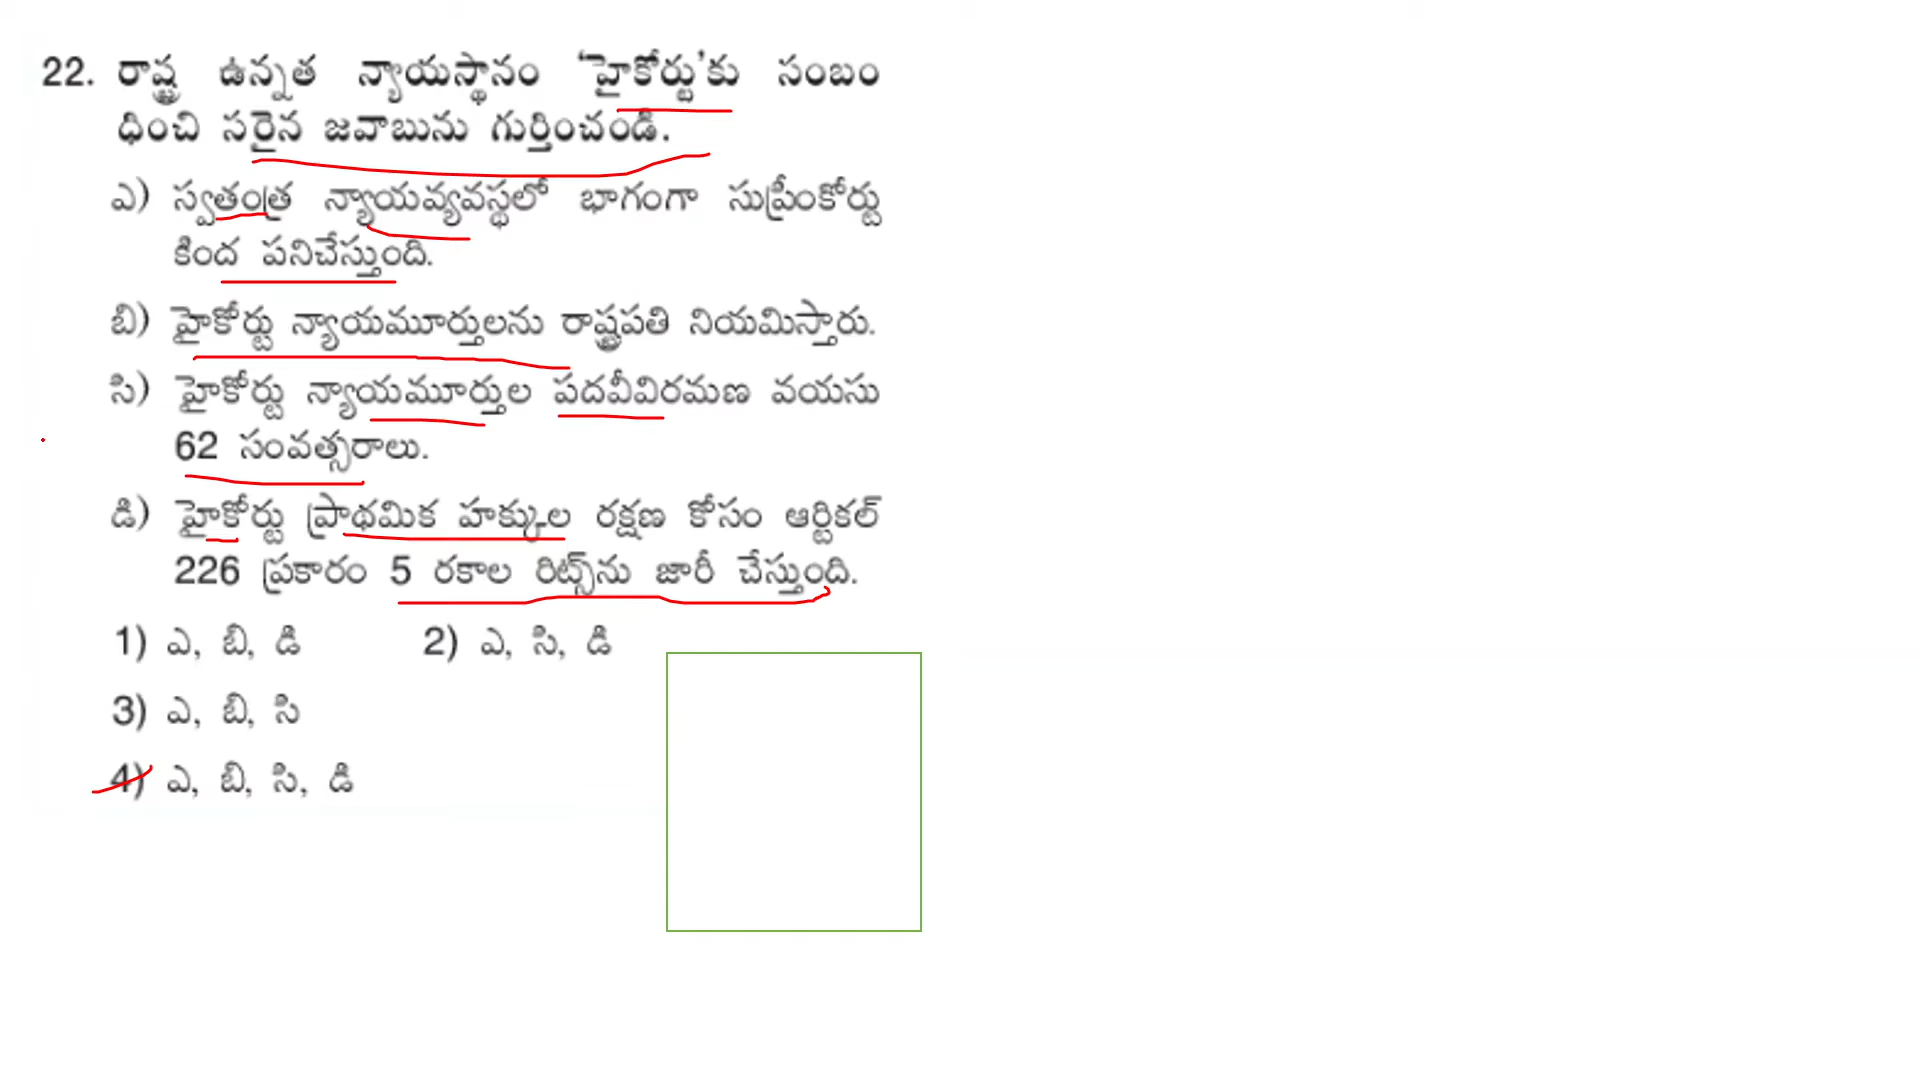 22. రాష్ట్ర ఉన్నత న్యాయస్థానం 'హైకోర్టు'కు సంబం
ధించి సరైన జవాబును గుర్తించండి.
ఎ) స్వతంత్ర న్యాయవ్యవస్థలో భాగంగా సుప్రీంకోర్టు
కింద పనిచేస్తుంది.
బి) హైకోర్టు న్యాయమూర్తులను రాష్ట్రపతి నియమిస్తారు.
సి) హైకోర్టు న్యాయమూర్తుల పదవీవిరమణ వయసు
62 సంవత్సరాలు.
డి) హైకోర్టు ప్రాథమిక హక్కుల రక్షణ కోసం ఆర్టికల్
226 ప్రకారం 5 రకాల రిట్స్‌ను జారీ చేస్తుంది.
1) ఎ, బి, డి 2) ఎ, సి, డి
3) ఎ, బి, సి
4) ఎ, బి, సి, డి